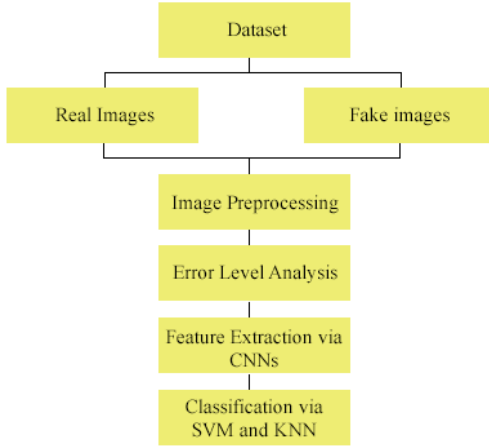 Dataset
Real Images
Fake images
Image Preprocessing
Error Level Analysis
Feature Extraction via
CNNs
Classification via
SVM and KNN